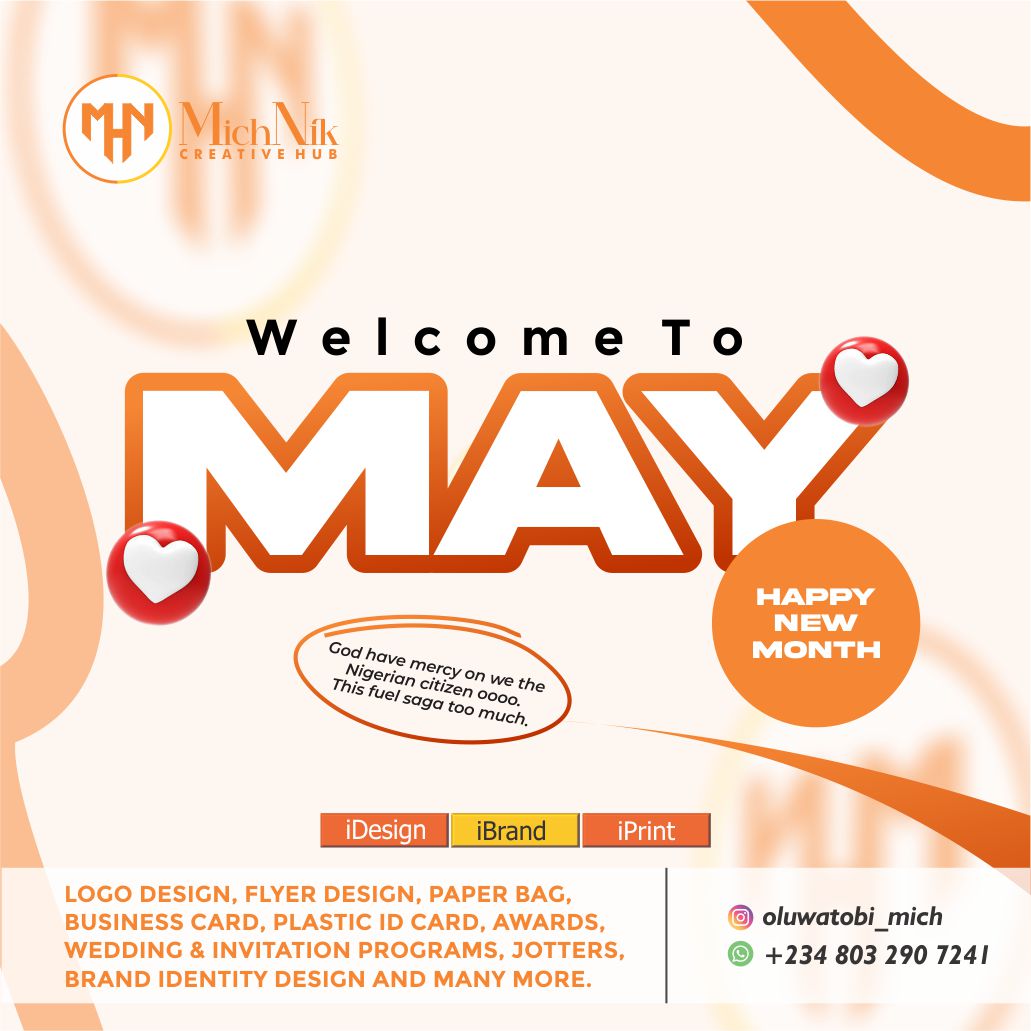 MHN
MichNik
CREATIVE HUB
Welcome To
MAY
HAPPY
NEW
MONTH
God have mercy on we the
Nigerian citizen oooo.
This fuel saga too much.
iDesign iBrand iPrint
LOGO DESIGN, FLYER DESIGN, PAPER BAG,
BUSINESS CARD, PLASTIC ID CARD, AWARDS,
WEDDING & INVITATION PROGRAMS, JOTTERS,
BRAND IDENTITY DESIGN AND MANY MORE.
oluwatobi_mich
+234 803 290 7241